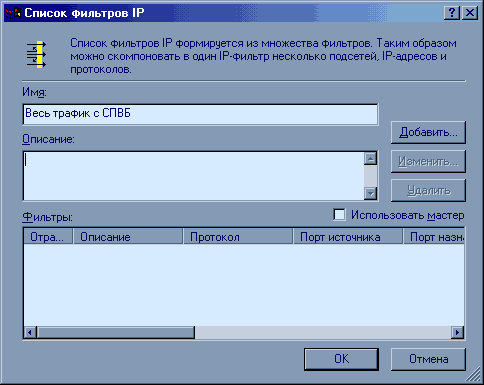 Список фильтров IP
Список фильтров IP формируется из множества фильтров. Таким образом
можно скомпоновать в один IP-фильтр несколько подсетей, IP-адресов и
протоколов.
Имя:
Весь трафик с СПВБ
Добавить...
Описание:
Изменить...
Удалить
Фильтры:
Использовать мастер
Отра... Описание Протокол Порт источника Порт назна
OK Отмена